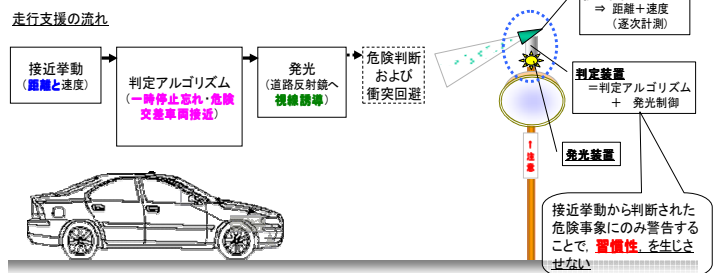 走行支援の流れ
接近挙動
（距離と速度）
判定アルゴリズム
（一時停止忘れ・危険
交差車両接近）
発光
（道路反射鏡へ
視線誘導）
危険判断
および
衝突回避
⇒ 距離＋速度
（逐次計測）
判定装置
＝判定アルゴリズム
＋ 発光制御
↑注意
発光装置
接近挙動から判断された
危険事象にのみ警告する
ことで，習慣性，を生じさ
せない